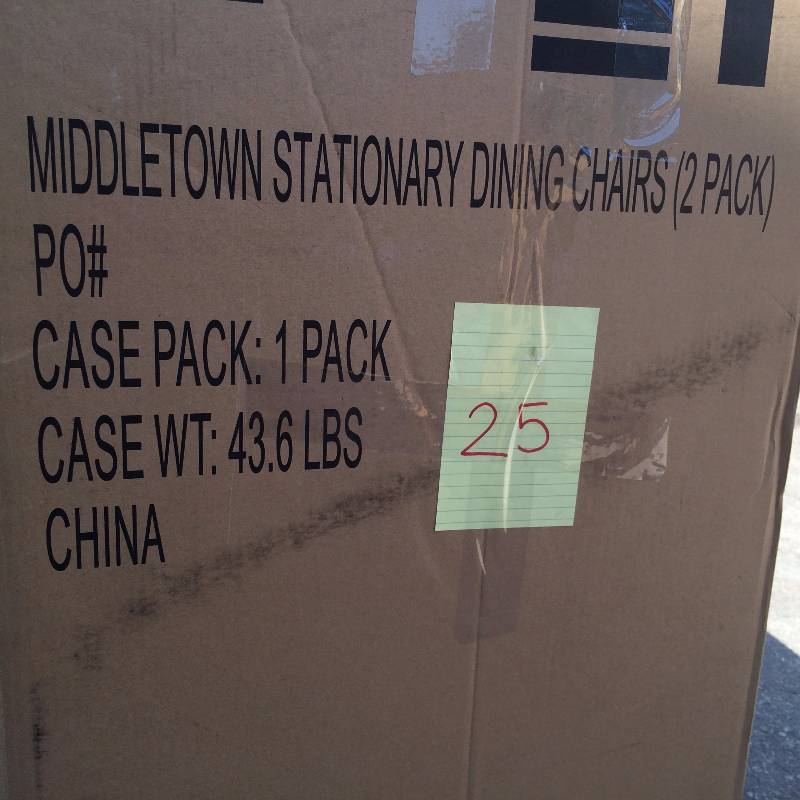 MIDDLETOWN STATIONARY DINING CHAIRS (2 PACK)
PO#
CASE PACK: 1 PACK
CASE WT: 43.6 LBS
CHINA
25